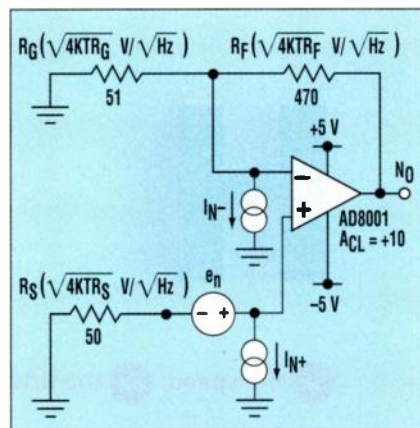 R_G(√4KTR_G V/√Hz) R_F(√4KTR_F V/√Hz)
51 470
+5 V
N_O
I_N−
AD8001
A_CL = +10
R_S(√4KTR_S V/√Hz)
e_n
−5 V
50
I_N+